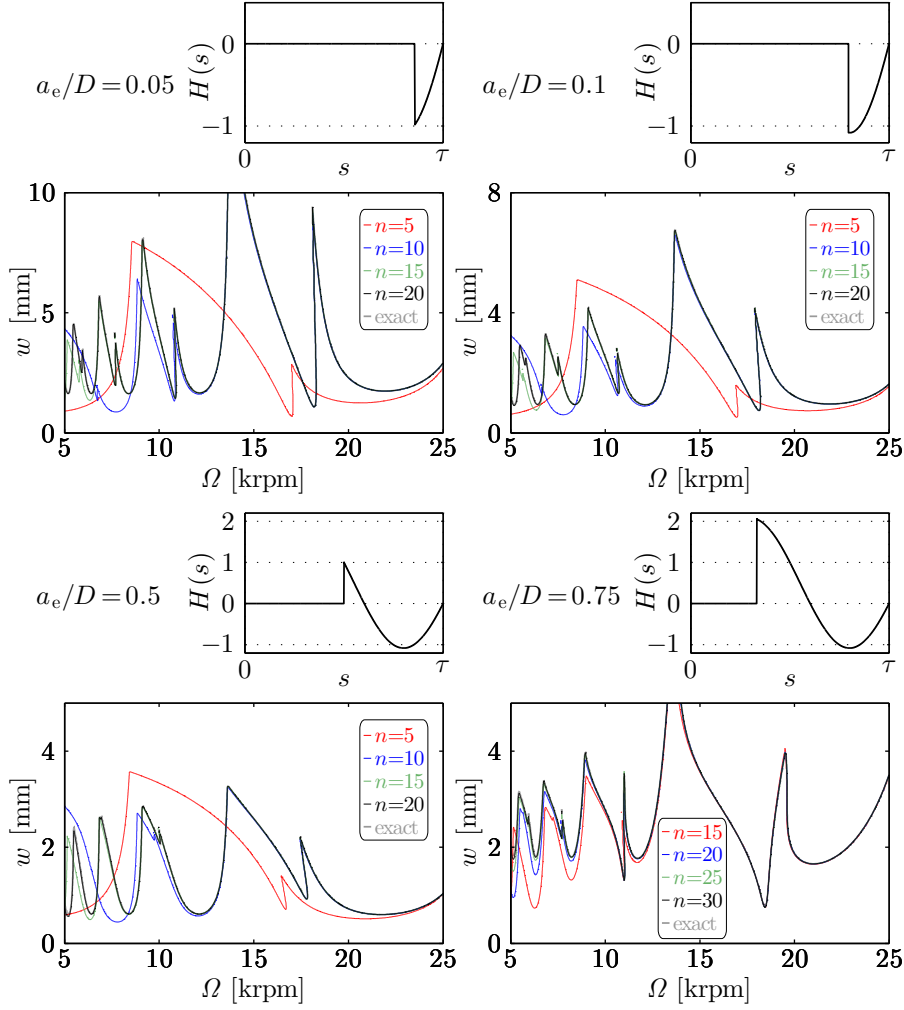 a_e/D = 0.05
H(s)
0
−1
0
s
τ
a_e/D = 0.1
H(s)
0
−1
0
s
τ
w [mm]
10
5
0
n=5
n=10
n=15
n=20
exact
5
10
15
20
25
Ω [krpm]
w [mm]
8
4
0
n=5
n=10
n=15
n=20
exact
5
10
15
20
25
Ω [krpm]
a_e/D = 0.5
H(s)
2
1
0
−1
0
s
τ
a_e/D = 0.75
H(s)
2
1
0
−1
0
s
τ
w [mm]
4
2
0
n=5
n=10
n=15
n=20
exact
5
10
15
20
25
Ω [krpm]
w [mm]
4
2
0
n=15
n=20
n=25
n=30
exact
5
10
15
20
25
Ω [krpm]